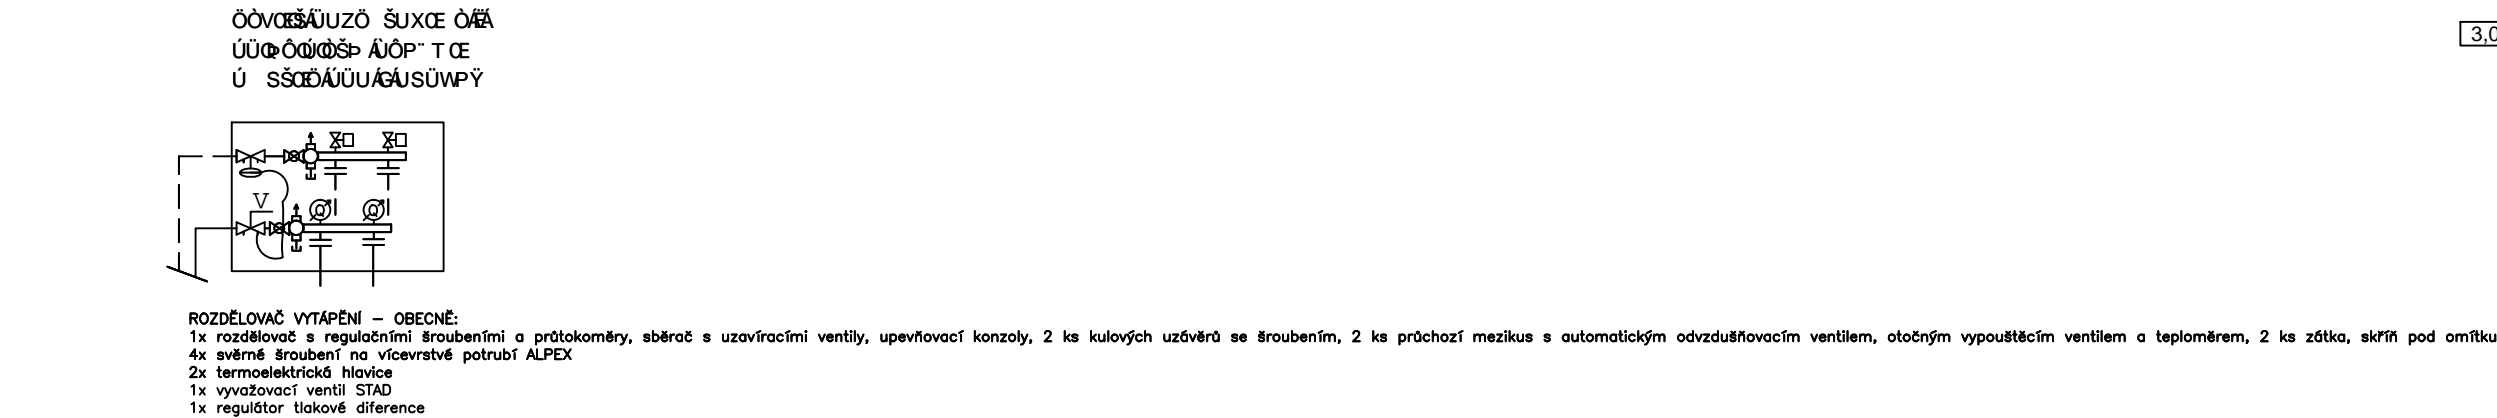 3,0
V
ROZDĚLOVAČ VYTÁPĚNÍ – OBECNĚ:
1x rozdělovač s regulačními šroubeními a průtokoměry, sběrač s uzavíracími ventily, upevňovací konzoly, 2 ks kulových uzávěrů se šroubením, 2 ks průchozí mezikus s automatickým odvzdušňovacím ventilem, otočným vypouštěcím ventilem a teploměrem, 2 ks zátka, skříň pod omítku
4x svěrné šroubení na vícevrstvé potrubí ALPEX
2x termoelektrická hlavice
1x vyvažovací ventil STAD
1x regulátor tlakové diference